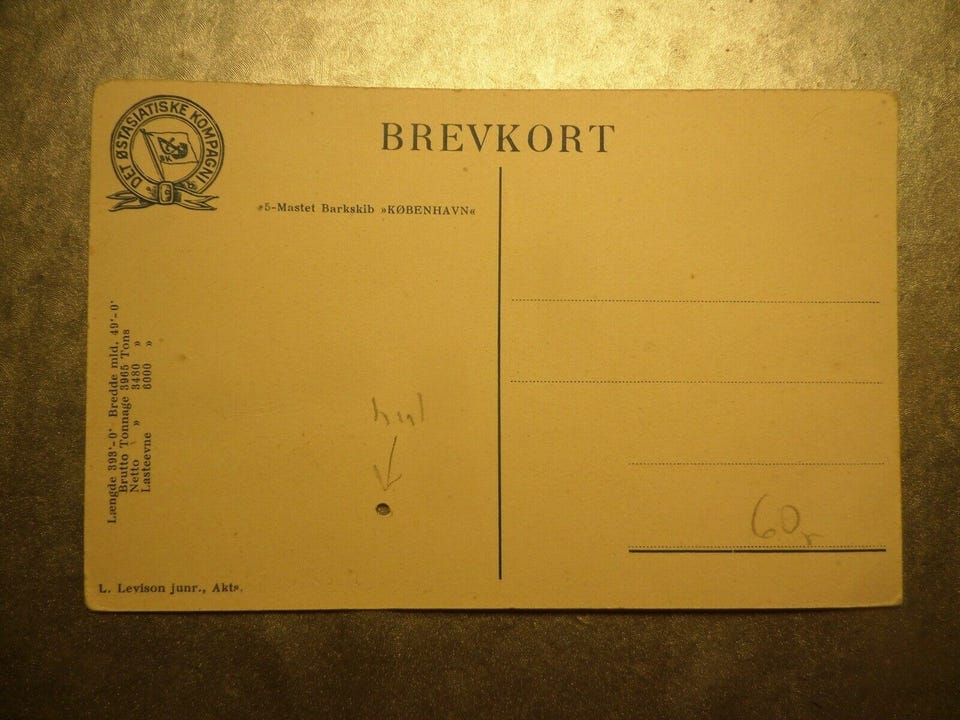 DET ØSTASIATISKE KOMPAGNI
ØK
BREVKORT
5-Mastet Barkskib »KØBENHAVN«
Længde 393'-0" Bredde mld. 49'-0"
Brutto Tonnage 3965 Tons
Netto » 3480 »
Lasteevne 6000 »
hul
60,
L. Levison junr., Akts.